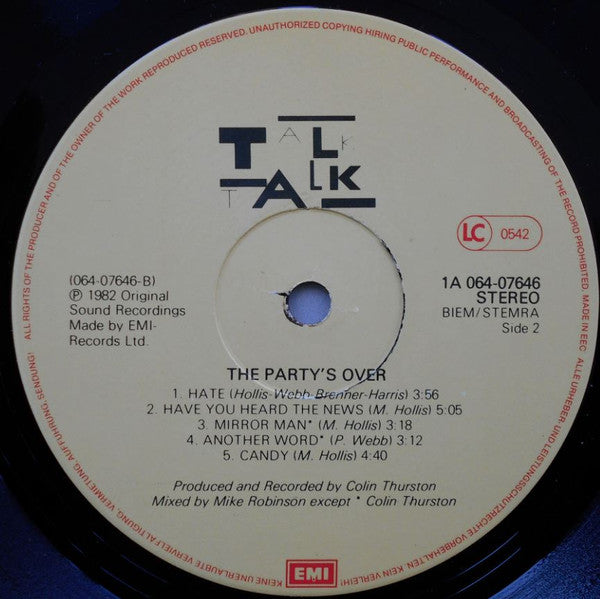 ALL RIGHTS OF THE PRODUCER AND OF THE OWNER OF THE WORK REPRODUCED RESERVED. UNAUTHORIZED COPYING HIRING PUBLIC PERFORMANCE AND BROADCASTING OF THE RECORD PROHIBITED. MADE IN EEC
TALK
TALK
LC 0542
(064-07646-B)
℗ 1982 Original
Sound Recordings
Made by EMI-
Records Ltd.
1A 064-07646
STEREO
BIEM/STEMRA
Side 2
THE PARTY'S OVER
1. HATE (Hollis-Webb-Brenner-Harris) 3:56
2. HAVE YOU HEARD THE NEWS (M. Hollis) 5:05
3. MIRROR MAN* (M. Hollis) 3:18
4. ANOTHER WORD* (P. Webb) 3:12
5. CANDY (M. Hollis) 4:40
Produced and Recorded by Colin Thurston
Mixed by Mike Robinson except * Colin Thurston
EMI
ALLE URHEBER- UND LEISTUNGSSCHUTZRECHTE VORBEHALTEN. KEIN VERLEIH! KEINE UNERLAUBTE VERVIELFÄLTIGUNG, VERMIETUNG, AUFFÜHRUNG, SENDUNG!